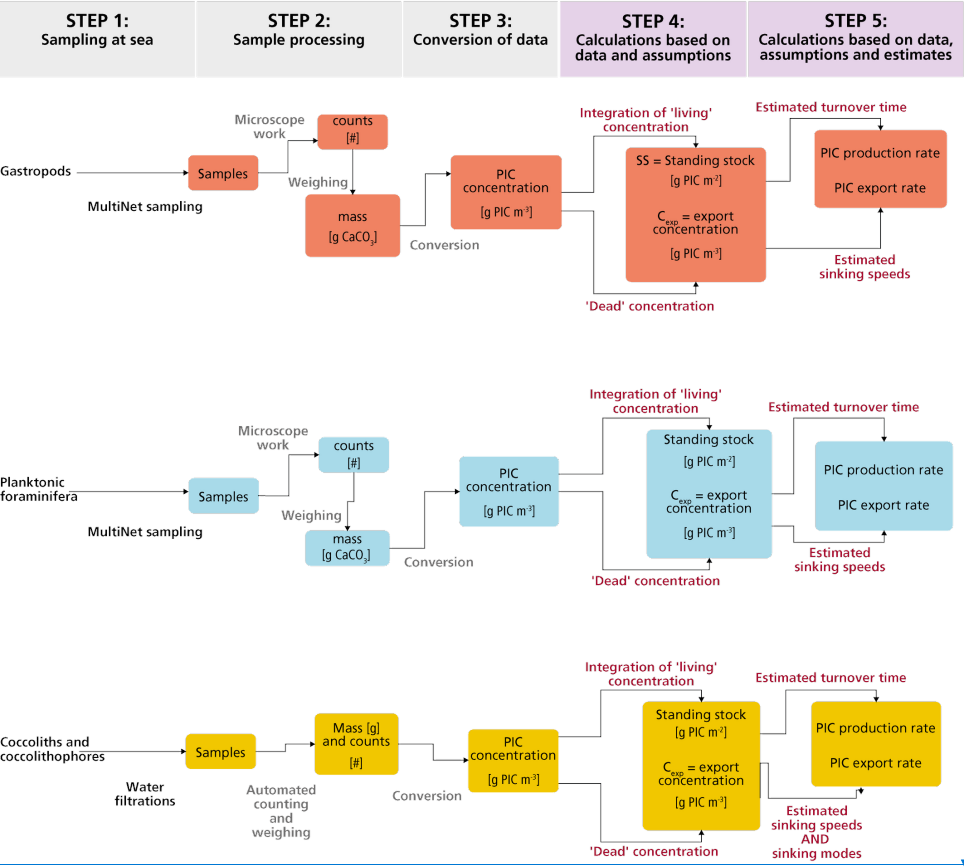 STEP 1:
Sampling at sea
STEP 2:
Sample processing
STEP 3:
Conversion of data
STEP 4:
Calculations based on
data and assumptions
STEP 5:
Calculations based on data,
assumptions and estimates
Gastropods
MultiNet sampling
Samples
Microscope
work
counts
[#]
Weighing
mass
[g CaCO₃]
Conversion
PIC
concentration
[g PIC m⁻³]
Integration of 'living'
concentration
'Dead' concentration
SS = Standing stock
[g PIC m⁻²]
Cₑₓₚ = export
concentration
[g PIC m⁻³]
Estimated turnover time
Estimated
sinking speeds
PIC production rate
PIC export rate
Planktonic
foraminifera
MultiNet sampling
Samples
Microscope
work
counts
[#]
Weighing
mass
[g CaCO₃]
Conversion
PIC
concentration
[g PIC m⁻³]
Integration of 'living'
concentration
'Dead' concentration
Standing stock
[g PIC m⁻²]
Cₑₓₚ = export
concentration
[g PIC m⁻³]
Estimated turnover time
Estimated
sinking speeds
PIC production rate
PIC export rate
Coccoliths and
coccolithophores
Water
filtrations
Samples
Automated
counting
and
weighing
Mass [g]
and counts
[#]
Conversion
PIC
concentration
[g PIC m⁻³]
Integration of 'living'
concentration
'Dead' concentration
Standing stock
[g PIC m⁻²]
Cₑₓₚ = export
concentration
[g PIC m⁻³]
Estimated turnover time
Estimated
sinking speeds
AND
sinking modes
PIC production rate
PIC export rate